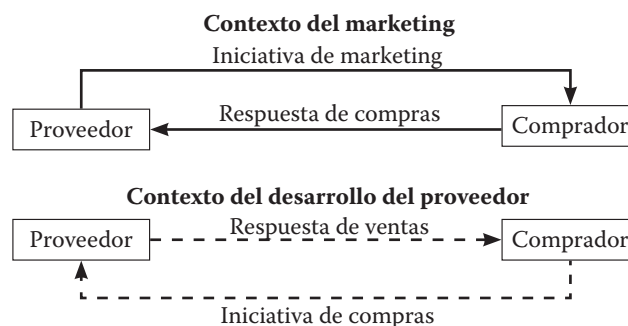 Contexto del marketing
Iniciativa de marketing
Respuesta de compras
Proveedor
Comprador
Contexto del desarrollo del proveedor
Respuesta de ventas
Proveedor
Comprador
Iniciativa de compras